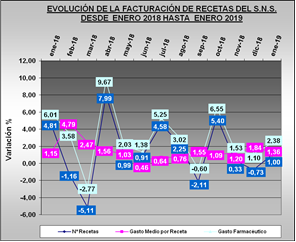 EVOLUCIÓN DE LA FACTURACIÓN DE RECETAS DEL S.N.S.
DESDE ENERO 2018 HASTA ENERO 2019
ene-18 feb-18 mar-18 abr-18 may-18 jun-18 jul-18 ago-18 sep-18 oct-18 nov-18 dic-18 ene-19
Variación %
12,00
10,00
8,00
6,00
4,00
2,00
0,00
-2,00
-4,00
-6,00
6,01 3,58 -2,77 9,67 2,03 1,38 5,25 3,02 -0,60 6,55 1,53 1,10 2,38
4,81 -1,15 -5,11 7,99 0,99 0,91 4,58 2,25 -2,11 5,40 0,33 -0,73 1,00
1,15 4,79 2,47 1,56 1,03 0,64 0,76 1,55 1,09 1,20 1,84 1,36
Nº Recetas Gasto Medio por Receta Gasto Farmaceutico